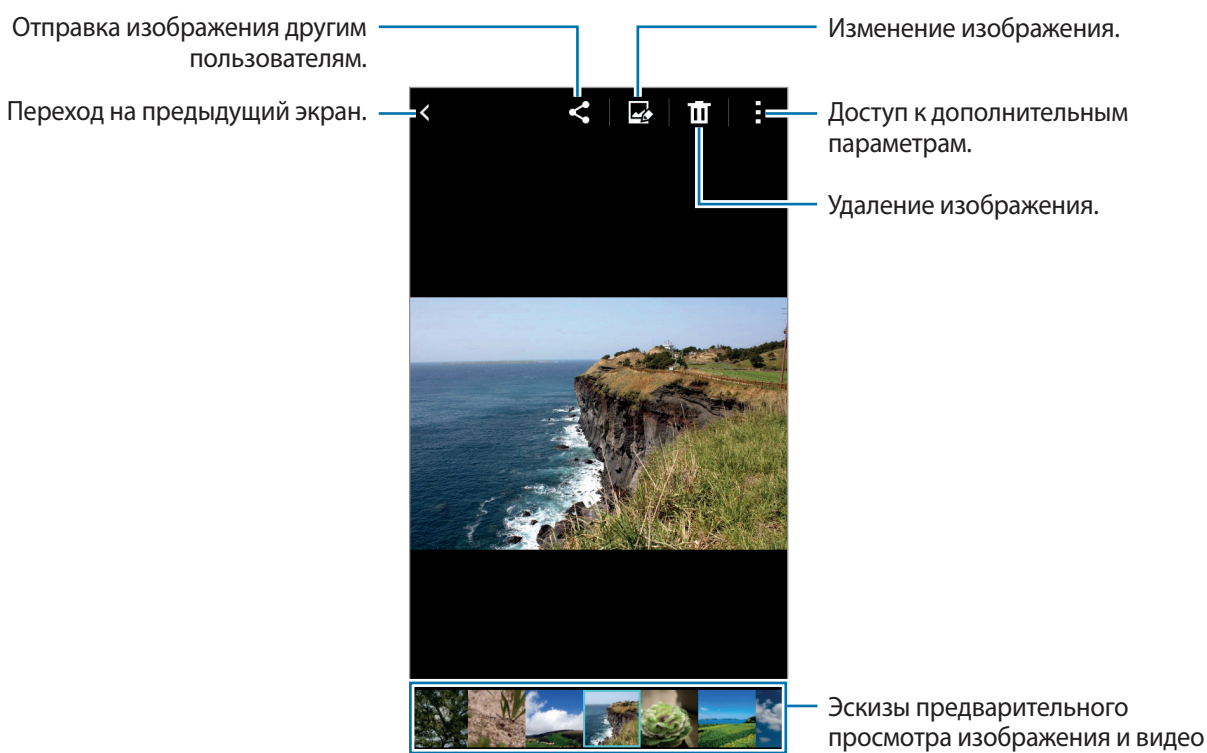 Отправка изображения другим
пользователям.
Изменение изображения.
Переход на предыдущий экран.
Доступ к дополнительным
параметрам.
Удаление изображения.
Эскизы предварительного
просмотра изображения и видео